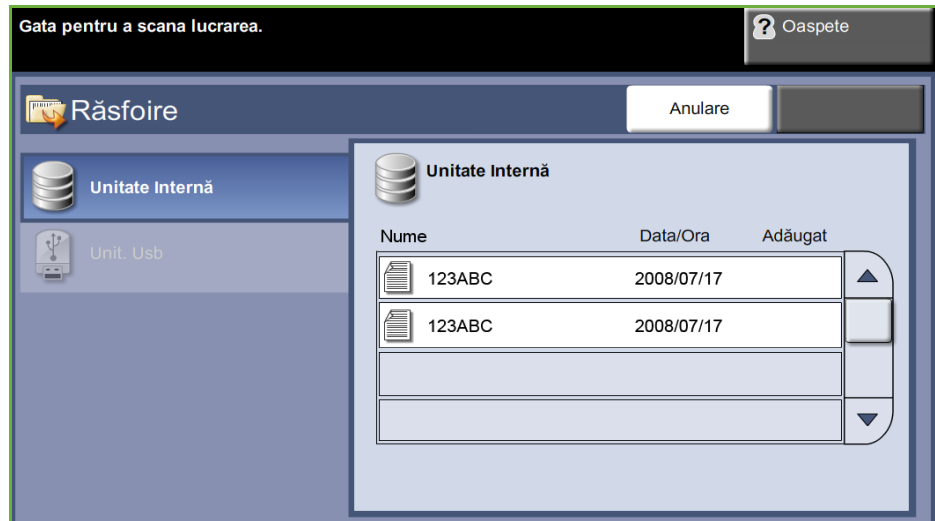 Gata pentru a scana lucrarea.
? Oaspete
Răsfoire
Anulare
Unitate Internă
Unit. Usb
Unitate Internă
Nume Data/Ora Adăugat
123ABC 2008/07/17
123ABC 2008/07/17